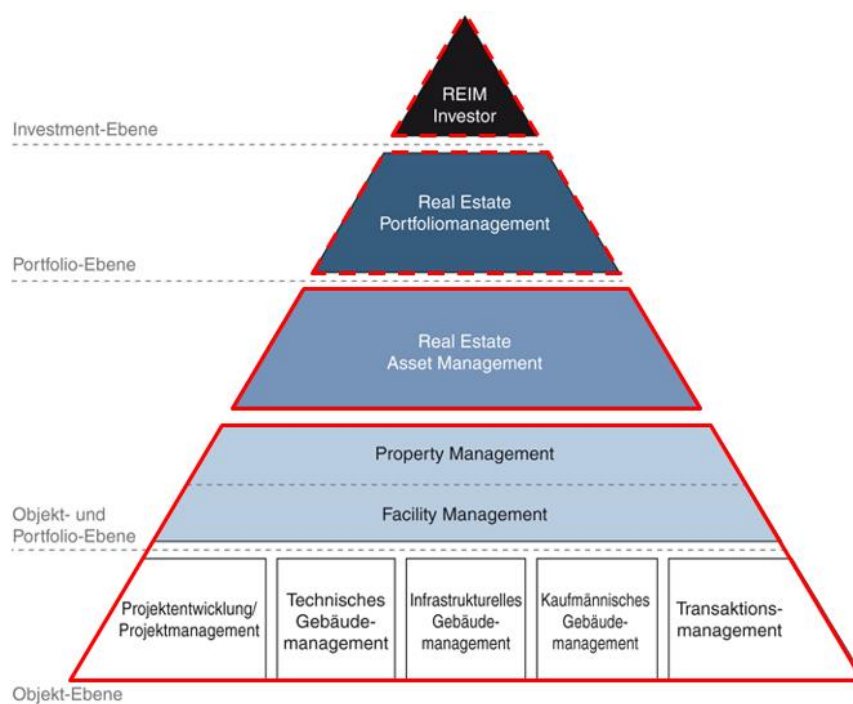 REIM
Investor
Investment-Ebene
Real Estate
Portfoliomanagement
Portfolio-Ebene
Real Estate
Asset Management
Property Management
Facility Management
Objekt- und
Portfolio-Ebene
Projektentwicklung/
Projektmanagement
Technisches
Gebäude-
management
Infrastrukturelles
Gebäude-
management
Kaufmännisches
Gebäude-
management
Transaktions-
management
Objekt-Ebene